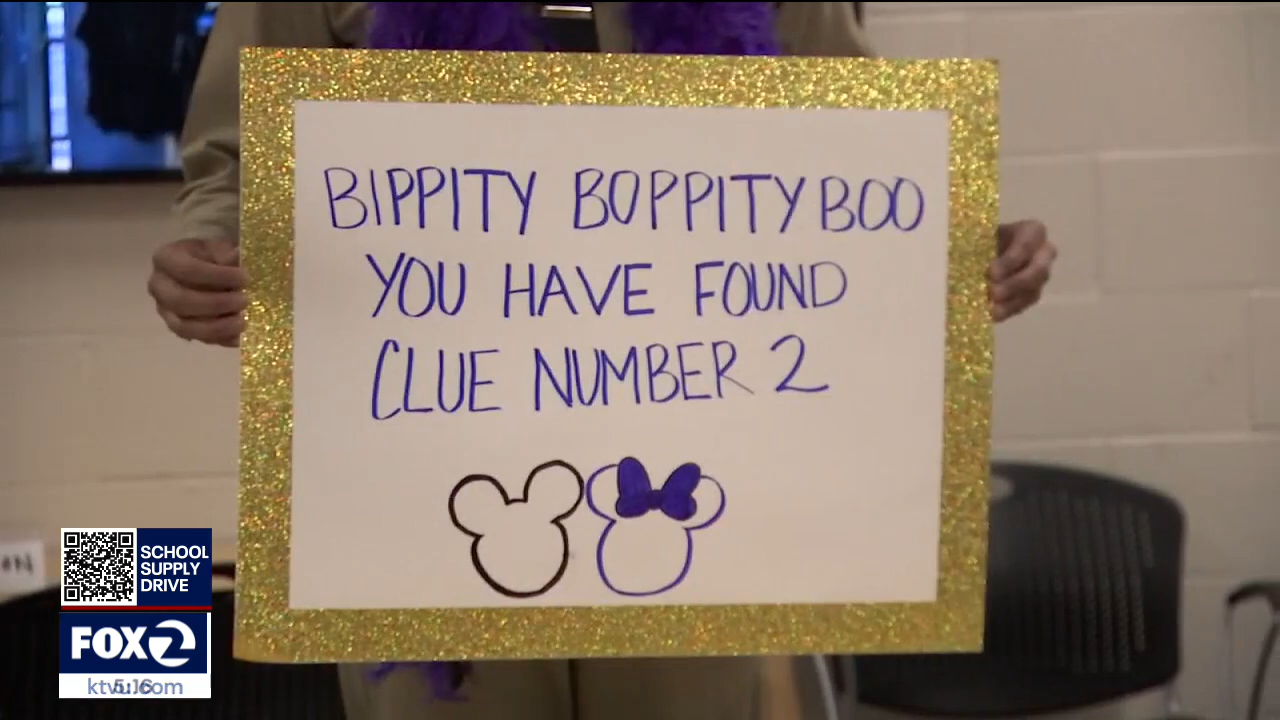 BIPPITY BOPPITY BOO
YOU HAVE FOUND
CLUE NUMBER 2
SCHOOL
SUPPLY
DRIVE
FOX 2